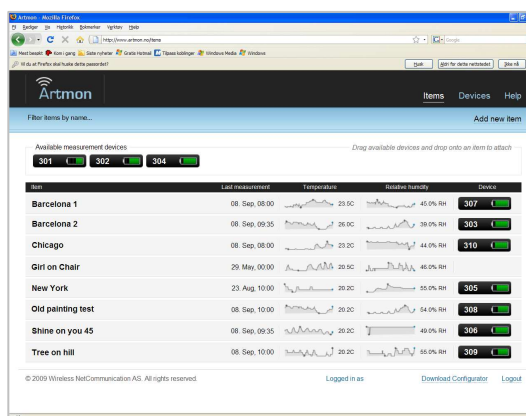 Artmon - Mozilla Firefox
Fil Rediger Vis Historikk Bokmerker Verktøy Hjelp
http://www.artmon.no/items
Google
Mest besøkt Kom i gang Siste nyheter Gratis Hotmail Tilpass koblinger Windows Media Windows
Vil du at Firefox skal huske dette passordet?
Husk Aldri for dette nettstedet Ikke nå
Artmon
Items Devices Help
Filter items by name...
Add new item
Available measurement devices
Drag available devices and drop onto an item to attach
301 302 304
Item Last measurement Temperature Relative humdity Device
Barcelona 1 08. Sep, 08:00 23.5C 45.0% RH 307
Barcelona 2 08. Sep, 09:35 26.0C 39.0% RH 303
Chicago 08. Sep, 08:00 23.2C 44.0% RH 310
Girl on Chair 29. May, 00:00 20.5C 46.0% RH
New York 23. Aug, 10:00 20.2C 55.0% RH 305
Old painting test 08. Sep, 10:00 20.2C 54.0% RH 308
Shine on you 45 08. Sep, 09:35 20.2C 49.0% RH 306
Tree on hill 08. Sep, 10:00 20.2C 55.0% RH 309
© 2009 Wireless NetCommunication AS. All rights reserved.
Logged in as
Download Configurator Logout